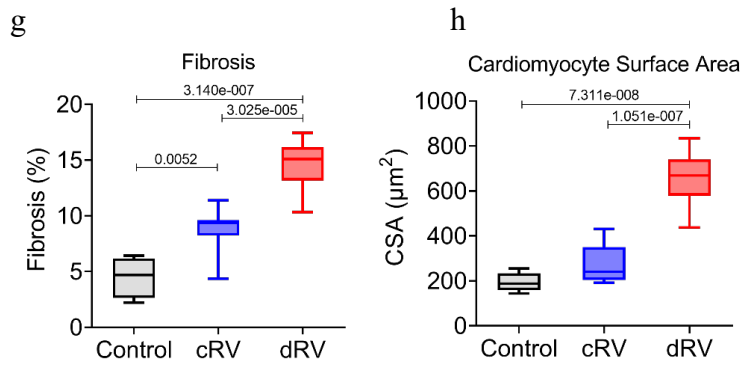 g
Fibrosis
3.140e-007
3.025e-005
0.0052
20
15
10
5
0
Fibrosis (%)
Control cRV dRV
h
Cardiomyocyte Surface Area
7.311e-008
1.051e-007
1000
800
600
400
200
0
CSA (μm²)
Control cRV dRV